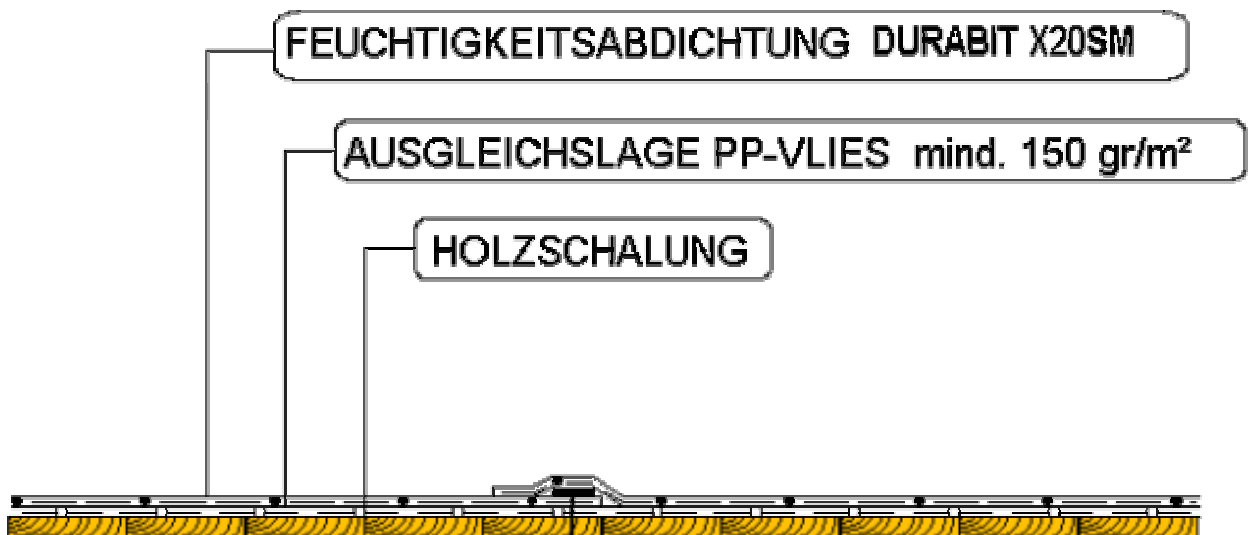 FEUCHTIGKEITSABDICHTUNG DURABIT X20SM
AUSGLEICHSLAGE PP-VLIES mind. 150 gr/m²
HOLZSCHALUNG